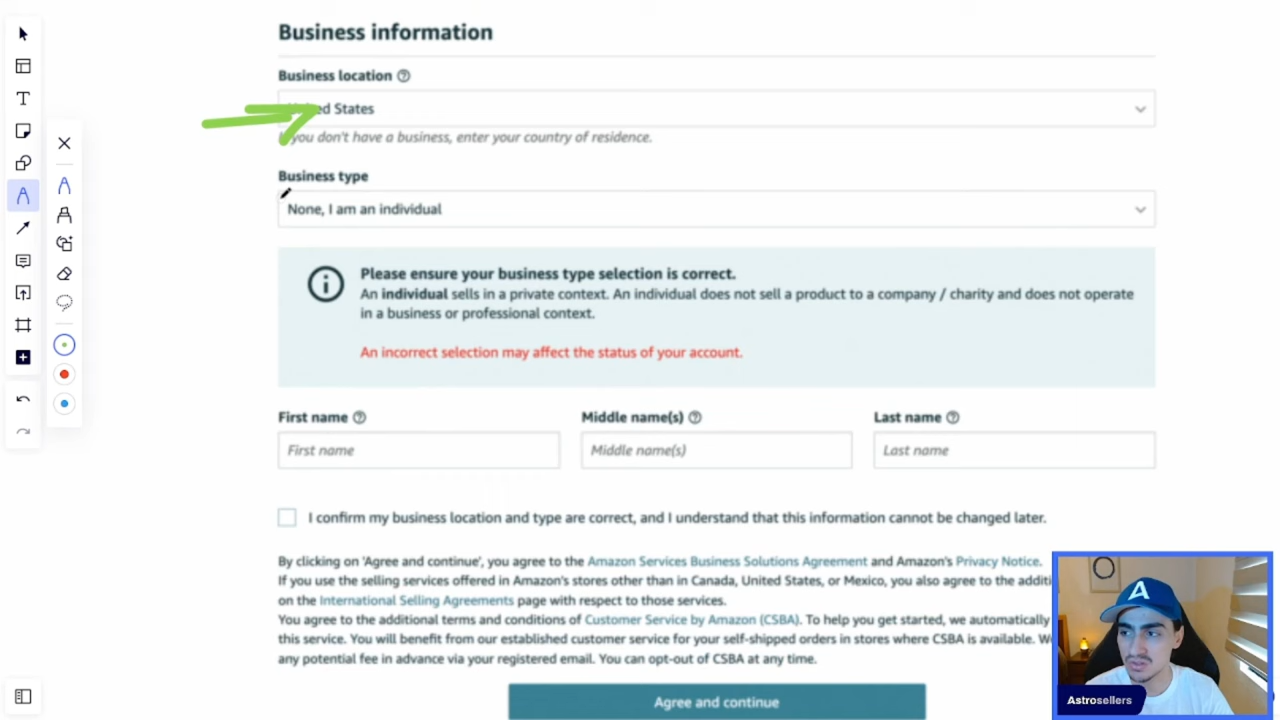 Business information
Business location
ed States
you don't have a business, enter your country of residence.
Business type
None, I am an individual
Please ensure your business type selection is correct.
An individual sells in a private context. An individual does not sell a product to a company / charity and does not operate
in a business or professional context.
An incorrect selection may affect the status of your account.
First name Middle name(s) Last name
First name Middle name(s) Last name
I confirm my business location and type are correct, and I understand that this information cannot be changed later.
By clicking on 'Agree and continue', you agree to the Amazon Services Business Solutions Agreement and Amazon's Privacy Notice.
If you use the selling services offered in Amazon's stores other than in Canada, United States, or Mexico, you also agree to the additi
on the International Selling Agreements page with respect to those services.
You agree to the additional terms and conditions of Customer Service by Amazon (CSBA). To help you get started, we automatically
this service. You will benefit from our established customer service for your self-shipped orders in stores where CSBA is available. W
any potential fee in advance via your registered email. You can opt-out of CSBA at any time.
Agree and continue
A
Astrosellers